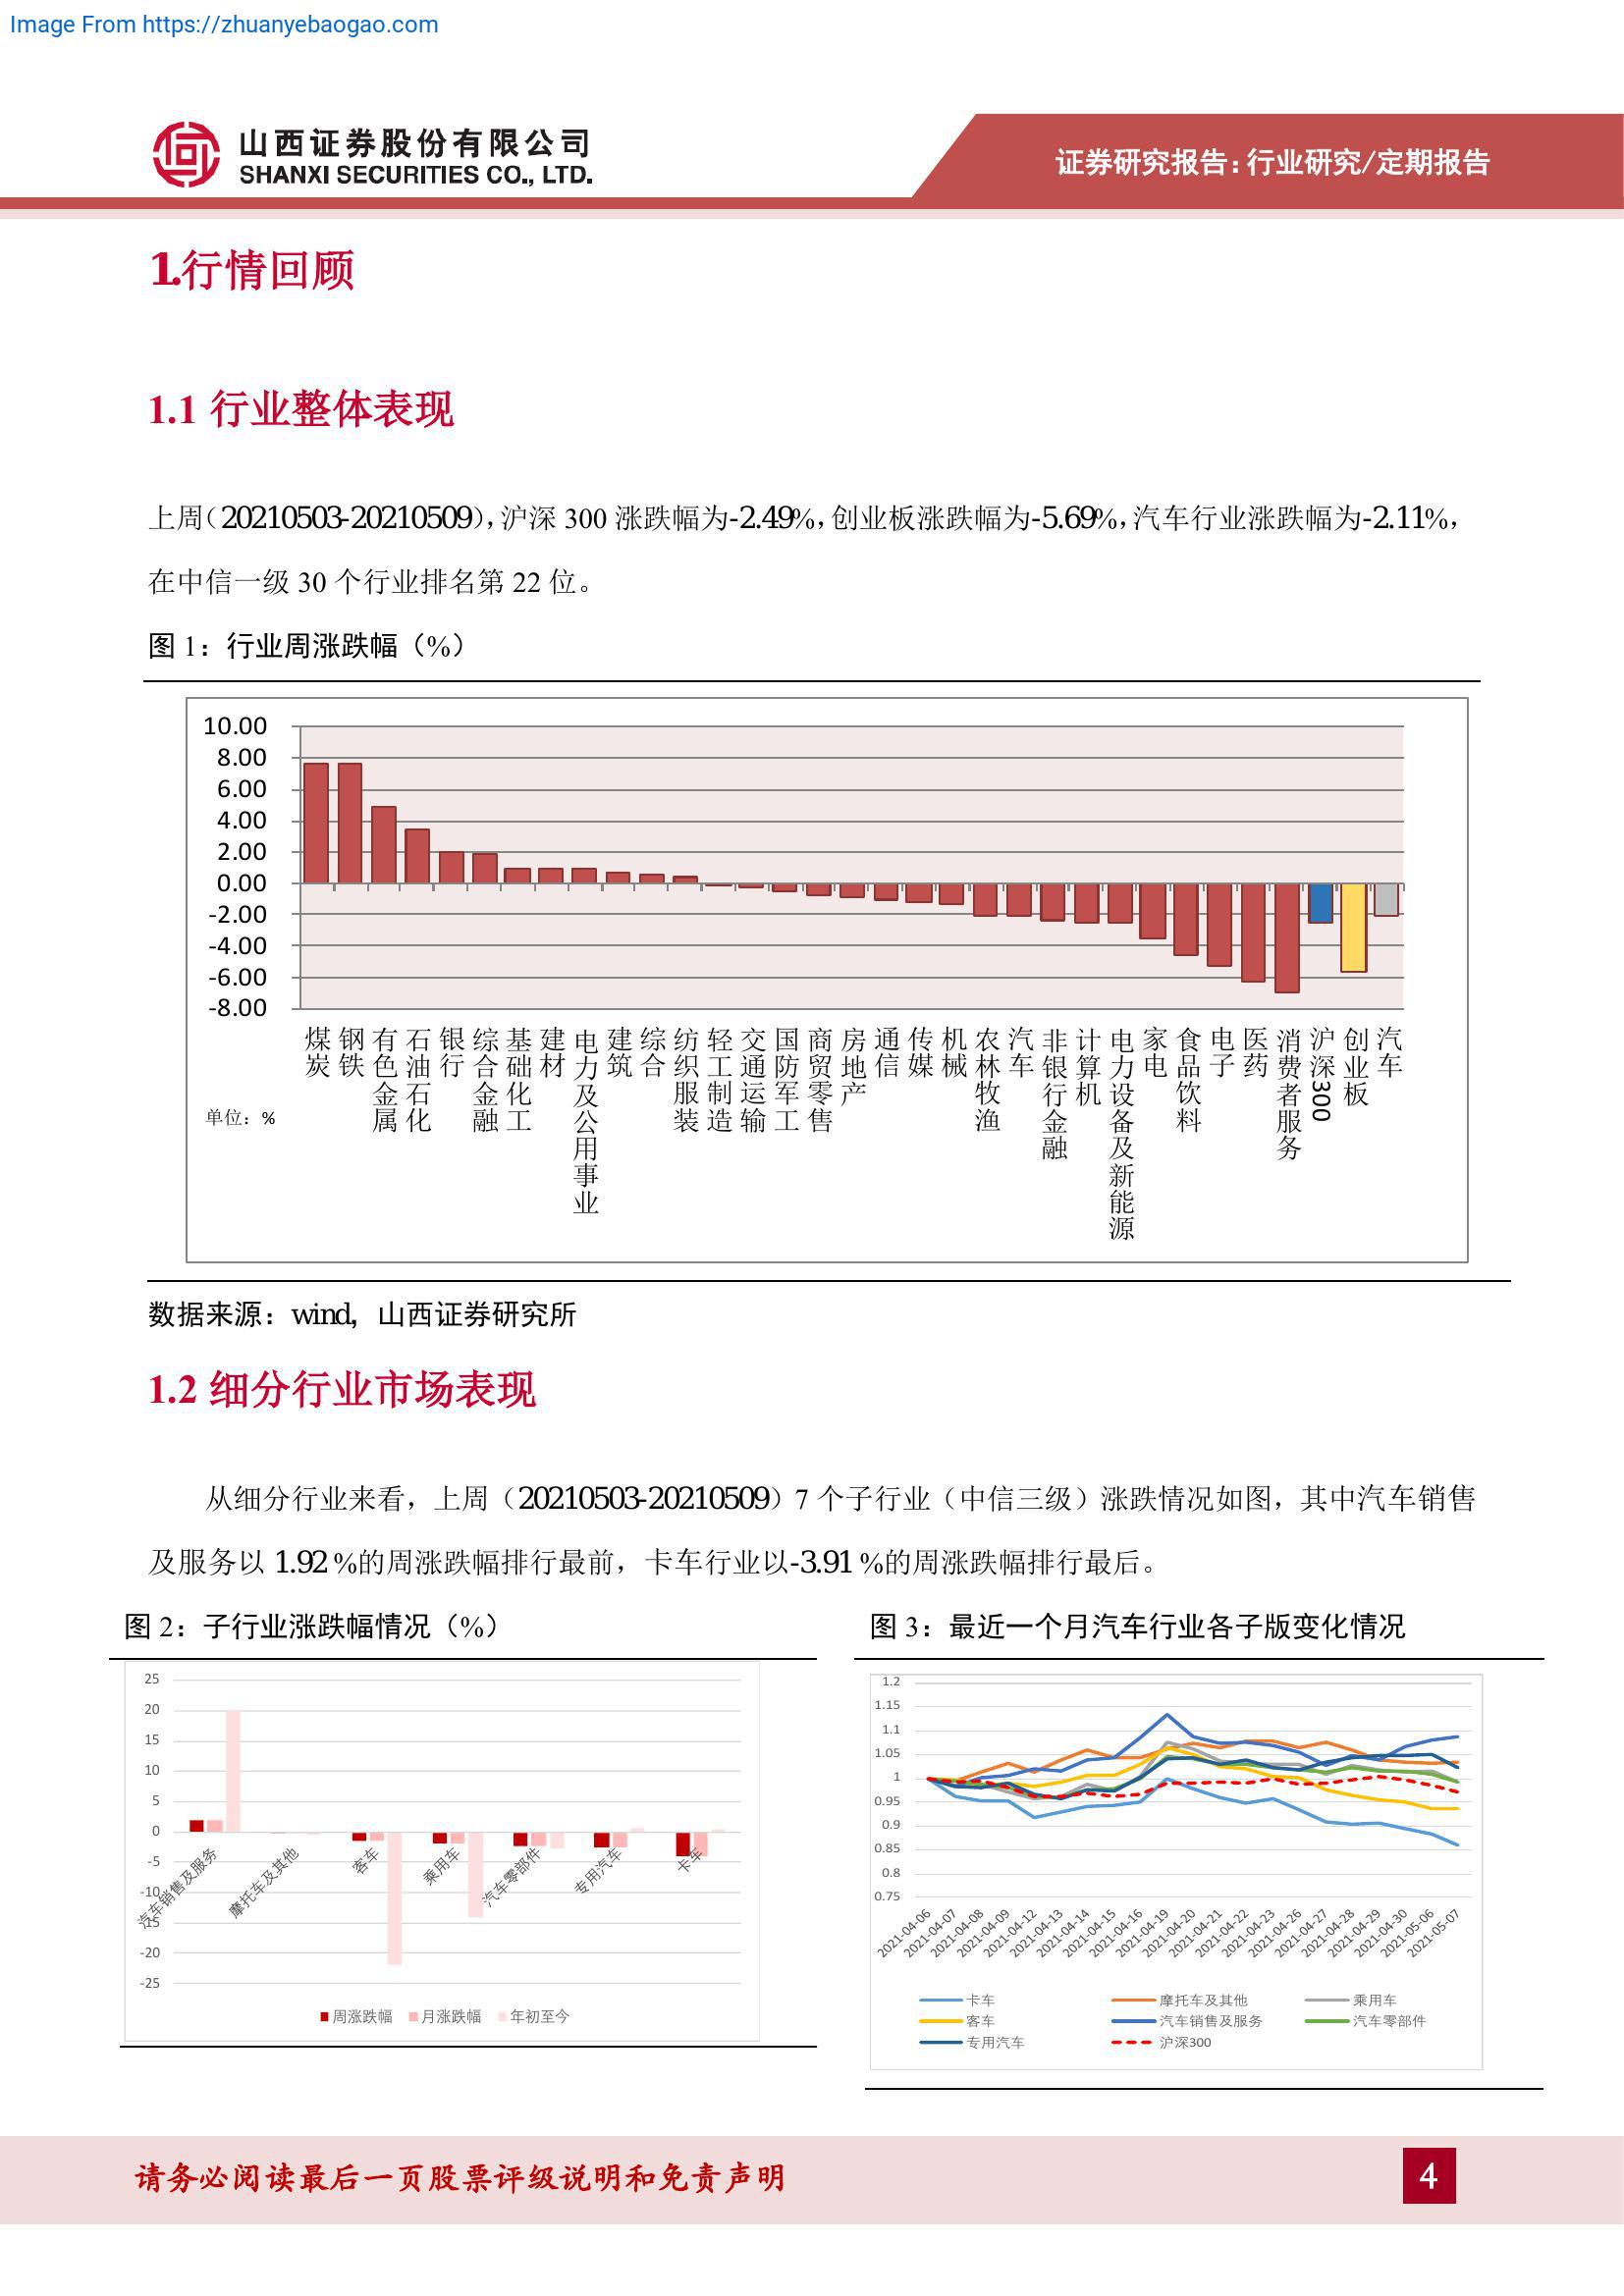 Image From https://zhuanyebaogao.com
山西证券股份有限公司
SHANXI SECURITIES CO., LTD.
证券研究报告：行业研究/定期报告
1.行情回顾
1.1 行业整体表现
上周（20210503-20210509），沪深 300 涨跌幅为-2.49%，创业板涨跌幅为-5.69%，汽车行业涨跌幅为-2.11%，
在中信一级 30 个行业排名第 22 位。
图 1：行业周涨跌幅（%）
10.00
8.00
6.00
4.00
2.00
0.00
-2.00
-4.00
-6.00
-8.00
单位：%
煤炭
钢铁
有色金属
石油石化
银行
综合金融
基础化工
建材
电力及公用事业
建筑
综合
纺织服装
轻工制造
交通运输
国防军工
商贸零售
房地产
通信
传媒
机械
农林牧渔
汽车
非银行金融
计算机
电力设备及新能源
家电
食品饮料
电子
医药
消费者服务
沪深300
创业板
汽车
数据来源：wind，山西证券研究所
1.2 细分行业市场表现
从细分行业来看，上周（20210503-20210509）7 个子行业（中信三级）涨跌情况如图，其中汽车销售
及服务以 1.92 %的周涨跌幅排行最前，卡车行业以-3.91 %的周涨跌幅排行最后。
图 2：子行业涨跌幅情况（%）
25
20
15
10
5
0
-5
-10
-15
-20
-25
汽车销售及服务
摩托车及其他
客车
乘用车
汽车零部件
专用汽车
卡车
周涨跌幅 月涨跌幅 年初至今
图 3：最近一个月汽车行业各子版变化情况
1.2
1.15
1.1
1.05
1
0.95
0.9
0.85
0.8
0.75
2021-04-06
2021-04-07
2021-04-08
2021-04-09
2021-04-12
2021-04-13
2021-04-14
2021-04-15
2021-04-16
2021-04-19
2021-04-20
2021-04-21
2021-04-22
2021-04-23
2021-04-26
2021-04-27
2021-04-28
2021-04-29
2021-04-30
2021-05-06
2021-05-07
卡车 摩托车及其他 乘用车
客车 汽车销售及服务 汽车零部件
专用汽车 沪深300
请务必阅读最后一页股票评级说明和免责声明
4